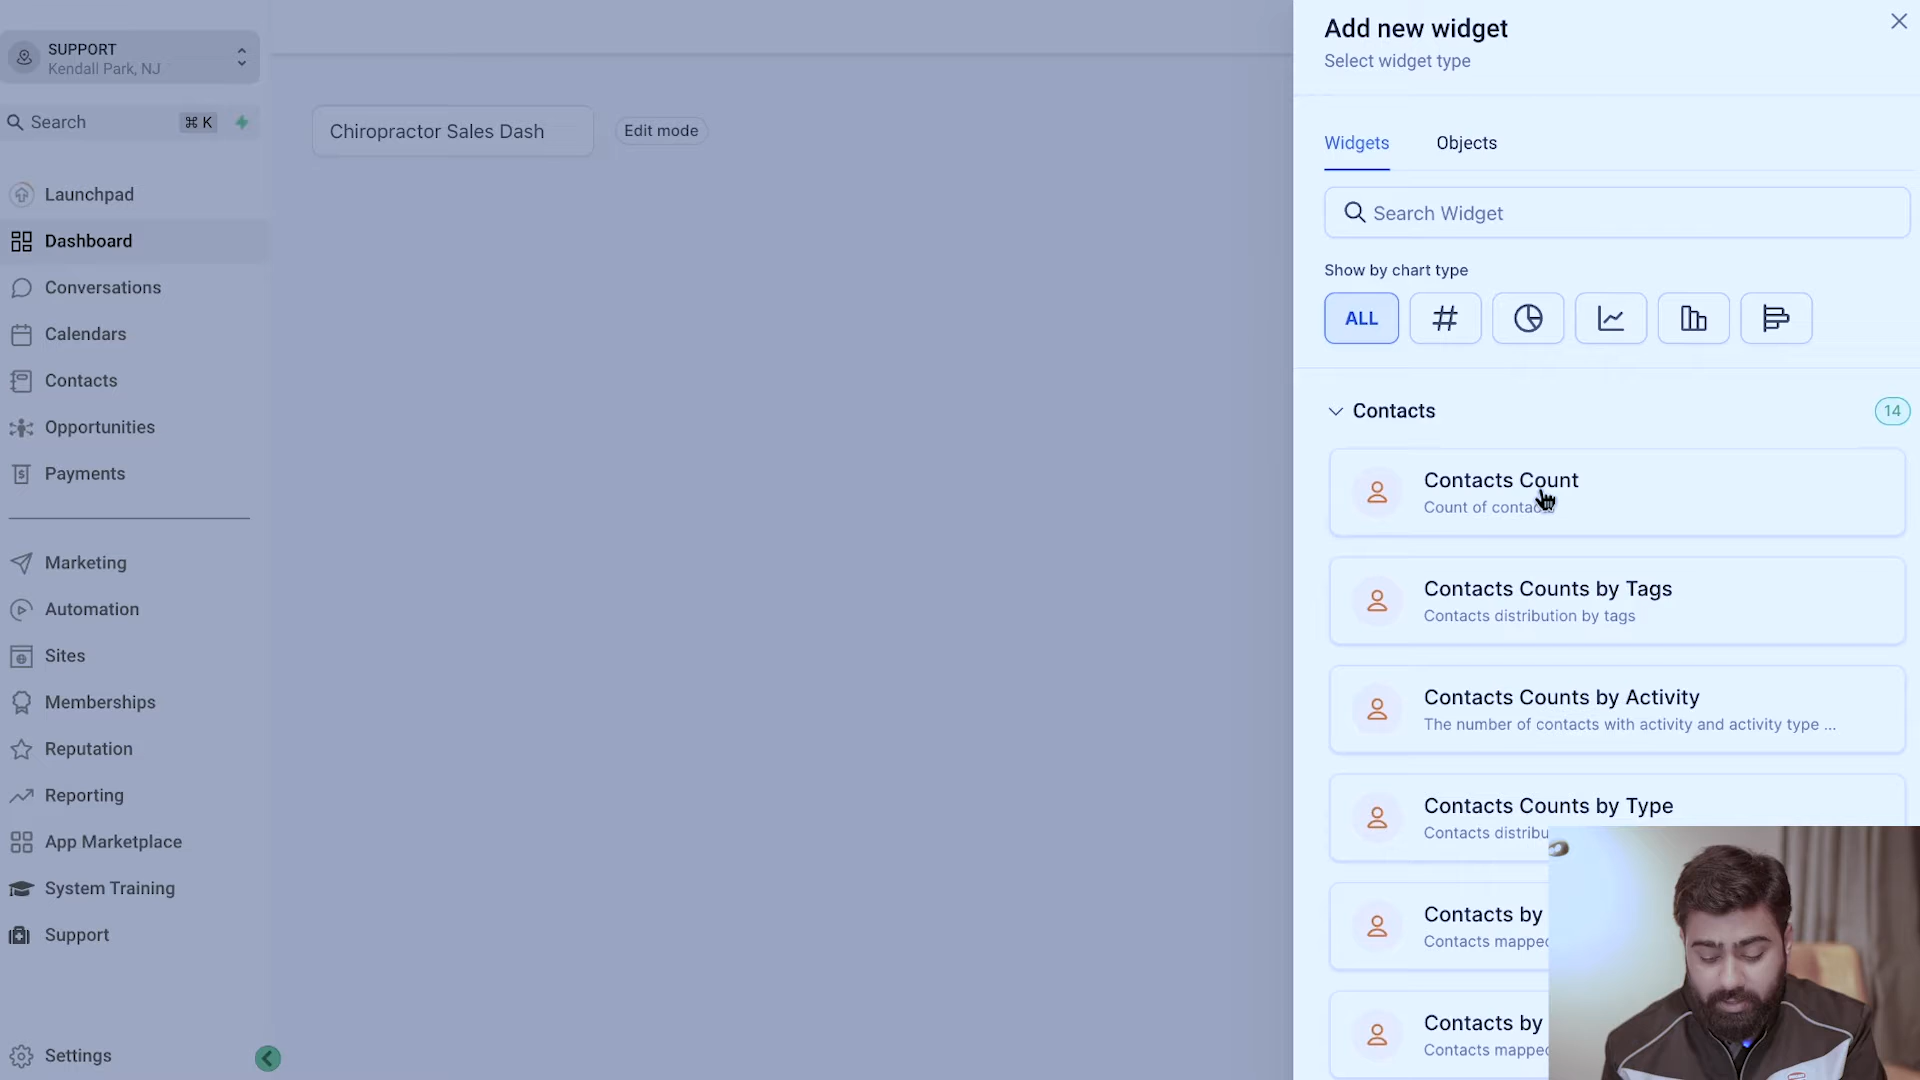 SUPPORT
Kendall Park, NJ
Search
⌘ K
Launchpad
Dashboard
Conversations
Calendars
Contacts
Opportunities
Payments
Marketing
Automation
Sites
Memberships
Reputation
Reporting
App Marketplace
System Training
Support
Settings
Chiropractor Sales Dash
Edit mode
Add new widget
Select widget type
Widgets
Objects
Search Widget
Show by chart type
ALL
Contacts
14
Contacts Count
Count of
Contacts Counts by Tags
Contacts distribution by tags
Contacts Counts by Activity
The number of contacts with activity and activity type ...
Contacts Counts by Type
Contacts
Contacts by
Contacts mapped
Contacts by
Contacts mapped